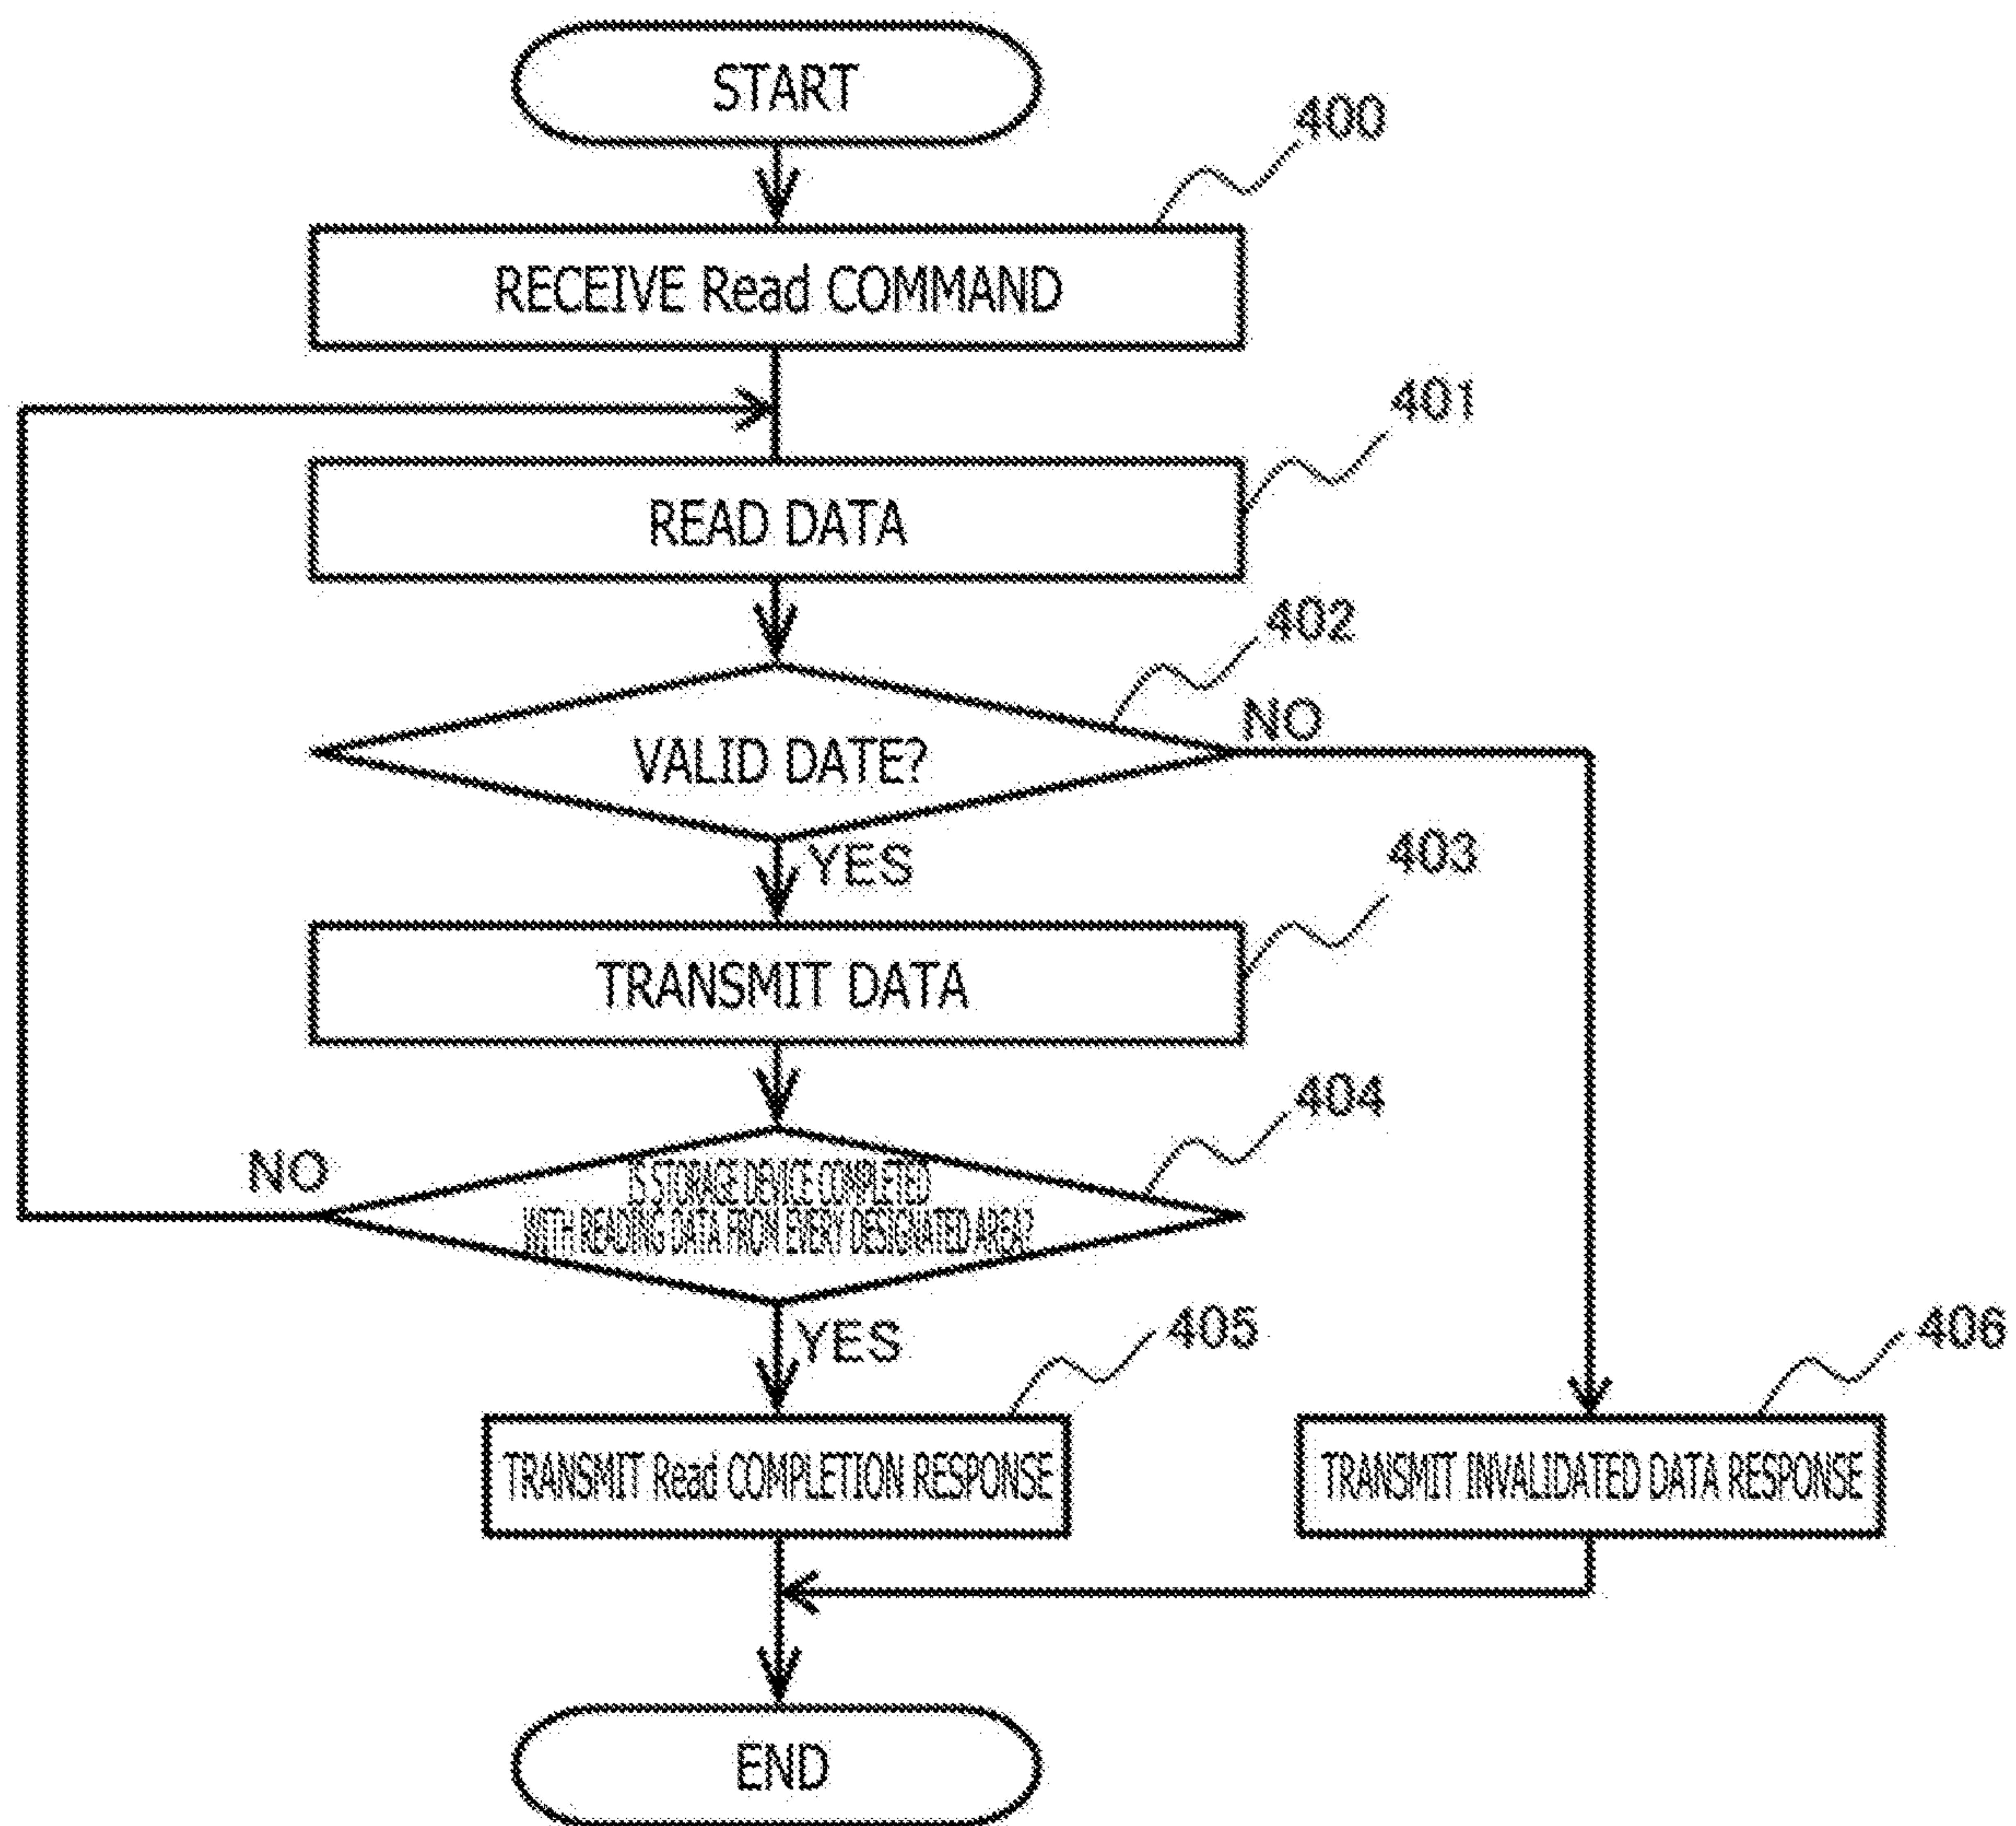 START
400
RECEIVE Read COMMAND
401
READ DATA
402
VALID DATE?
NO
YES
403
TRANSMIT DATA
404
NO
IS STORAGE DEVICE COMPLETED
WITH READING DATA FROM EVERY DESIGNATED AREA?
YES
405
406
TRANSMIT Read COMPLETION RESPONSE
TRANSMIT INVALIDATED DATA RESPONSE
END